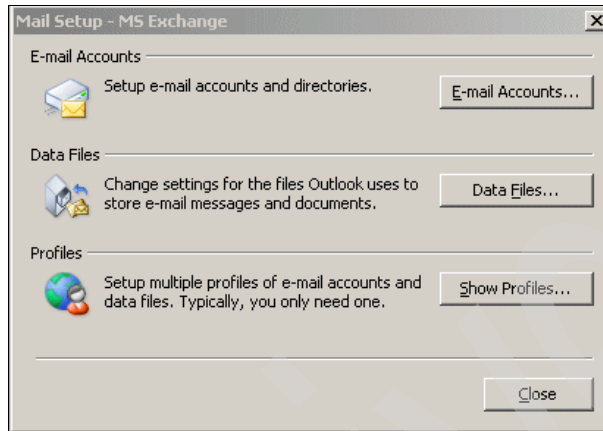 Mail Setup - MS Exchange
E-mail Accounts
Setup e-mail accounts and directories.
E-mail Accounts...
Data Files
Change settings for the files Outlook uses to
store e-mail messages and documents.
Data Files...
Profiles
Setup multiple profiles of e-mail accounts and
data files. Typically, you only need one.
Show Profiles...
Close